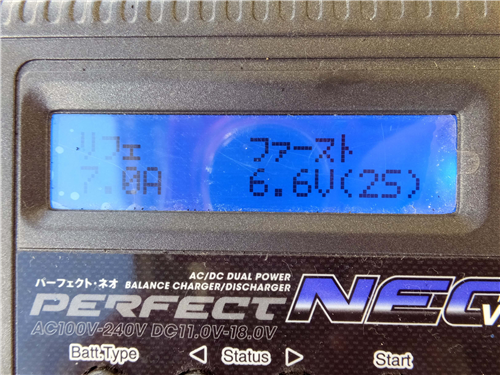 リフェ ファースト
7.0A 6.6V(2S)
AC/DC DUAL POWER
パーフェクト・ネオ BALANCE CHARGER/DISCHARGER
PERFECT NEO
AC100V-240V DC11.0V-18.0V
Batt.Type Status Start